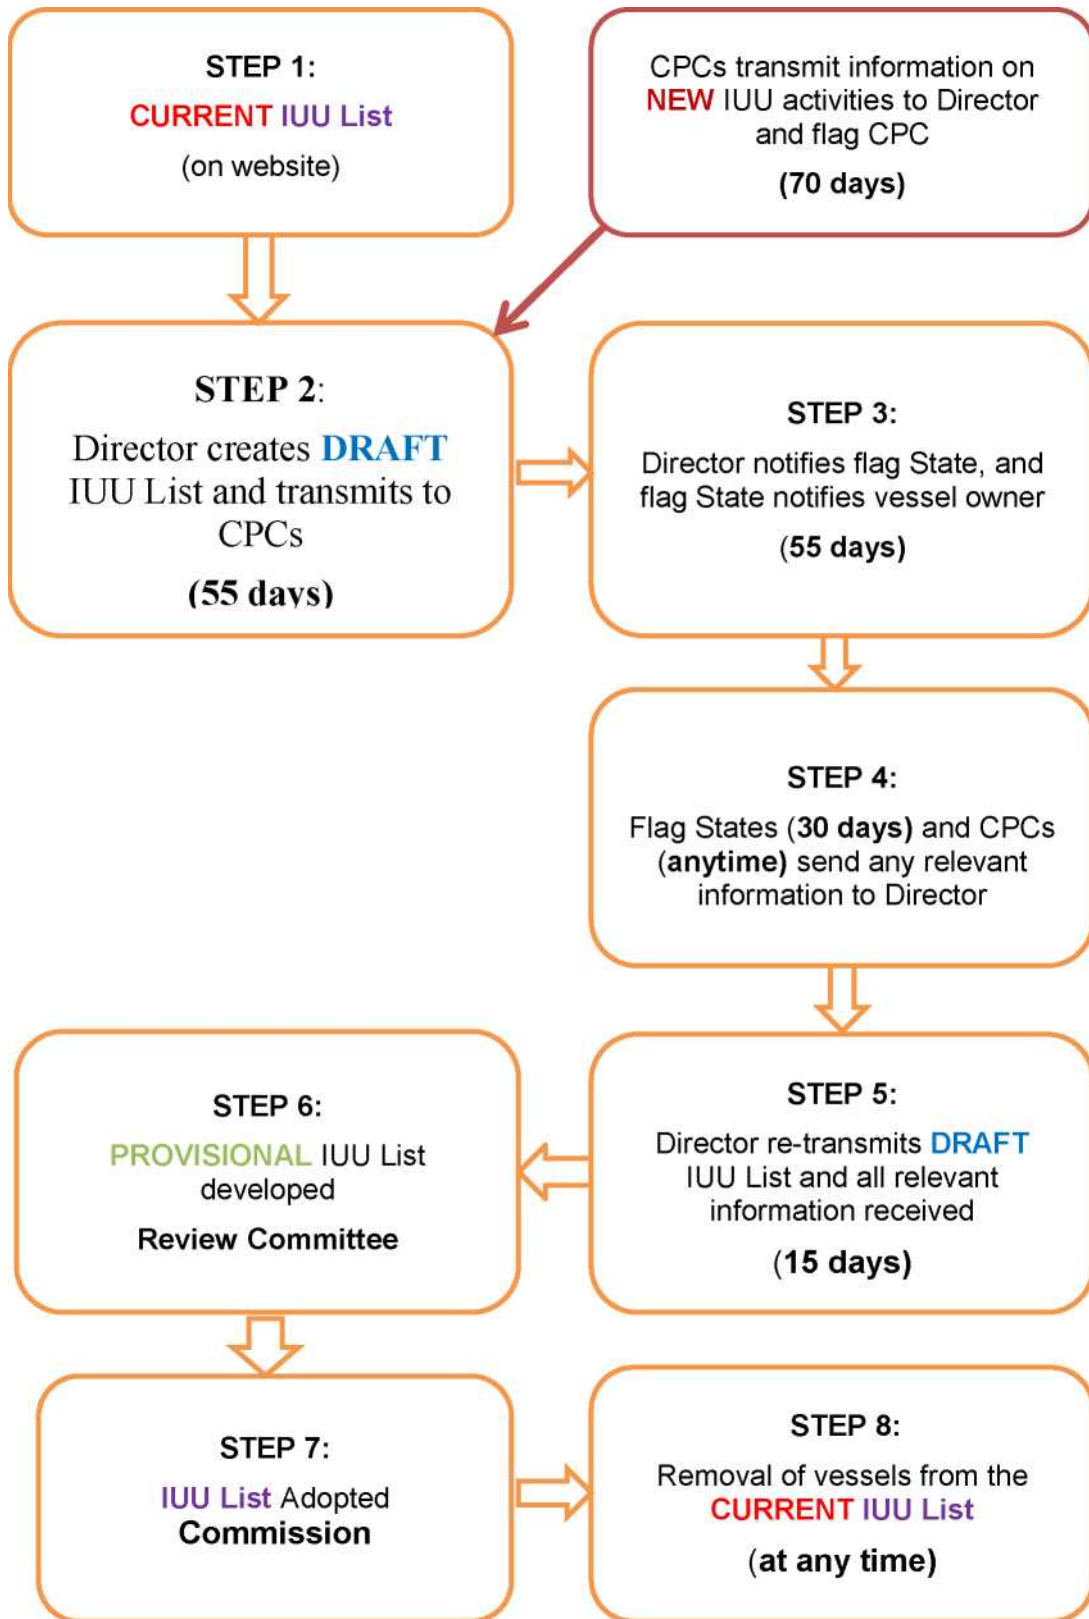 STEP 1:
CURRENT IUU List
(on website)
CPCs transmit information on
NEW IUU activities to Director
and flag CPC
(70 days)
STEP 2:
Director creates DRAFT
IUU List and transmits to
CPCs
(55 days)
STEP 3:
Director notifies flag State, and
flag State notifies vessel owner
(55 days)
STEP 4:
Flag States (30 days) and CPCs
(anytime) send any relevant
information to Director
STEP 5:
Director re-transmits DRAFT
IUU List and all relevant
information received
(15 days)
STEP 6:
PROVISIONAL IUU List
developed
Review Committee
STEP 7:
IUU List Adopted
Commission
STEP 8:
Removal of vessels from the
CURRENT IUU List
(at any time)